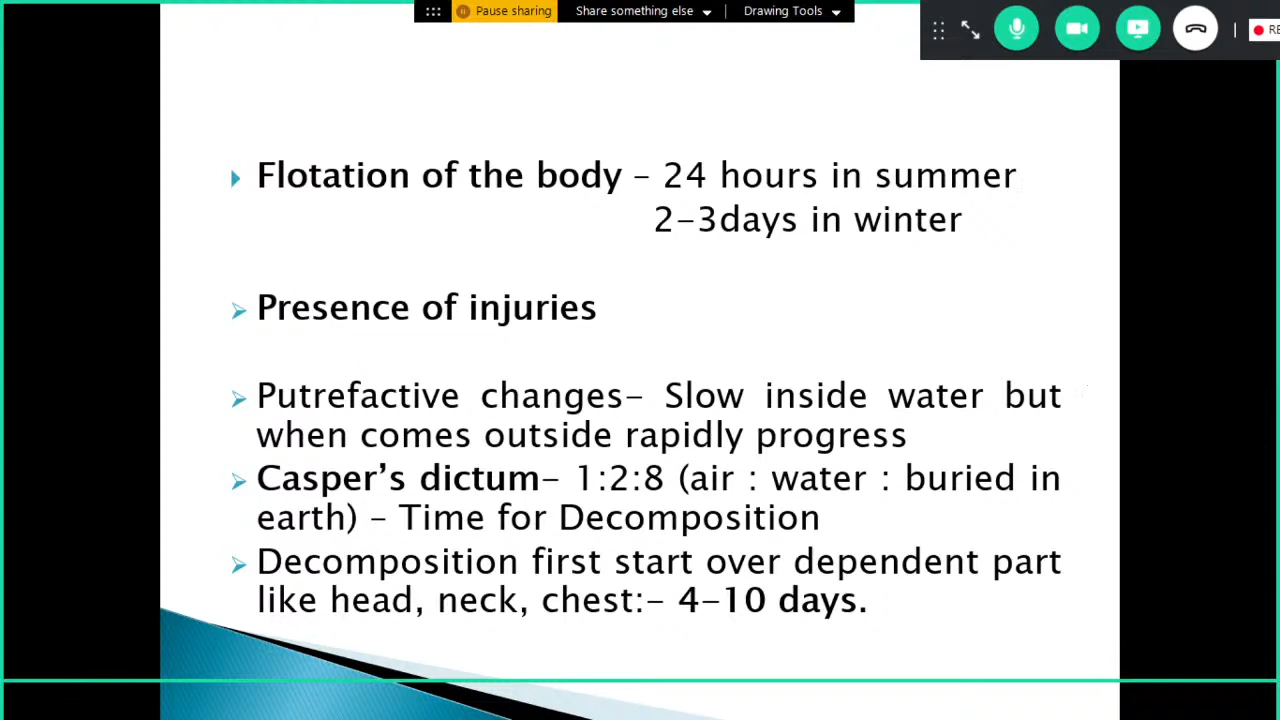 Pause sharing
Share something else
Drawing Tools
RE
Flotation of the body – 24 hours in summer
2–3days in winter
Presence of injuries
Putrefactive changes– Slow inside water but
when comes outside rapidly progress
Casper’s dictum– 1:2:8 (air : water : buried in
earth) – Time for Decomposition
Decomposition first start over dependent part
like head, neck, chest:– 4–10 days.